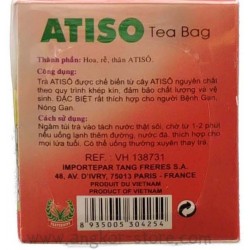 ATISO Tea Bag
Thành phần: Hoa, rễ, thân ATISÔ.
Công dụng:
Trà ATISÔ được chế biến từ cây ATISÔ nguyên chất
theo quy trình khép kín, đảm bảo chất lượng và vệ
sinh. ĐẶC BIỆT rất thích hợp cho người Bệnh Gan,
Nóng Gan.
Cách sử dụng:
Ngâm túi trà vào tách nước thật sôi, chờ từ 1-2 phút
nếu uống lạnh thêm đường, nước đá, thích hợp cho
mọi lứa tuổi, có thể uống thường xuyên không gây
REF. : VH 138731
IMPORTEPAR TANG FRERES S.A.
48, AV. D'IVRY, 75013 PARIS - FRANCE
PRODUIT DU VIETNAM
PRODUCT OF VIETNAM
8 935005 304254